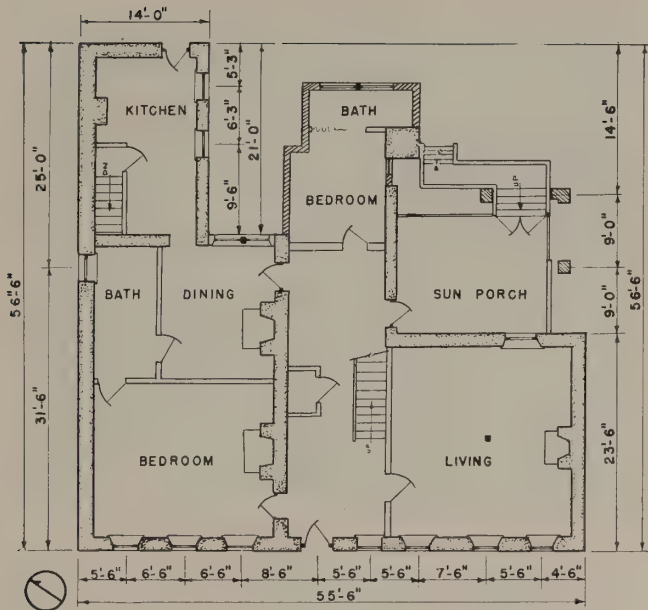 14'-0"
KITCHEN
5'-3"
6'-3"
21'-0"
9'-6"
25'-0"
56'-6"
31'-6"
DN
BATH
BEDROOM
UP
14'-6"
9'-0"
9'-0"
56'-6"
23'-6"
BATH
DINING
SUN PORCH
BEDROOM
UP
LIVING
5'-6" 6'-6" 6'-6" 8'-6" 5'-6" 5'-6" 7'-6" 5'-6" 4'-6"
55'-6"